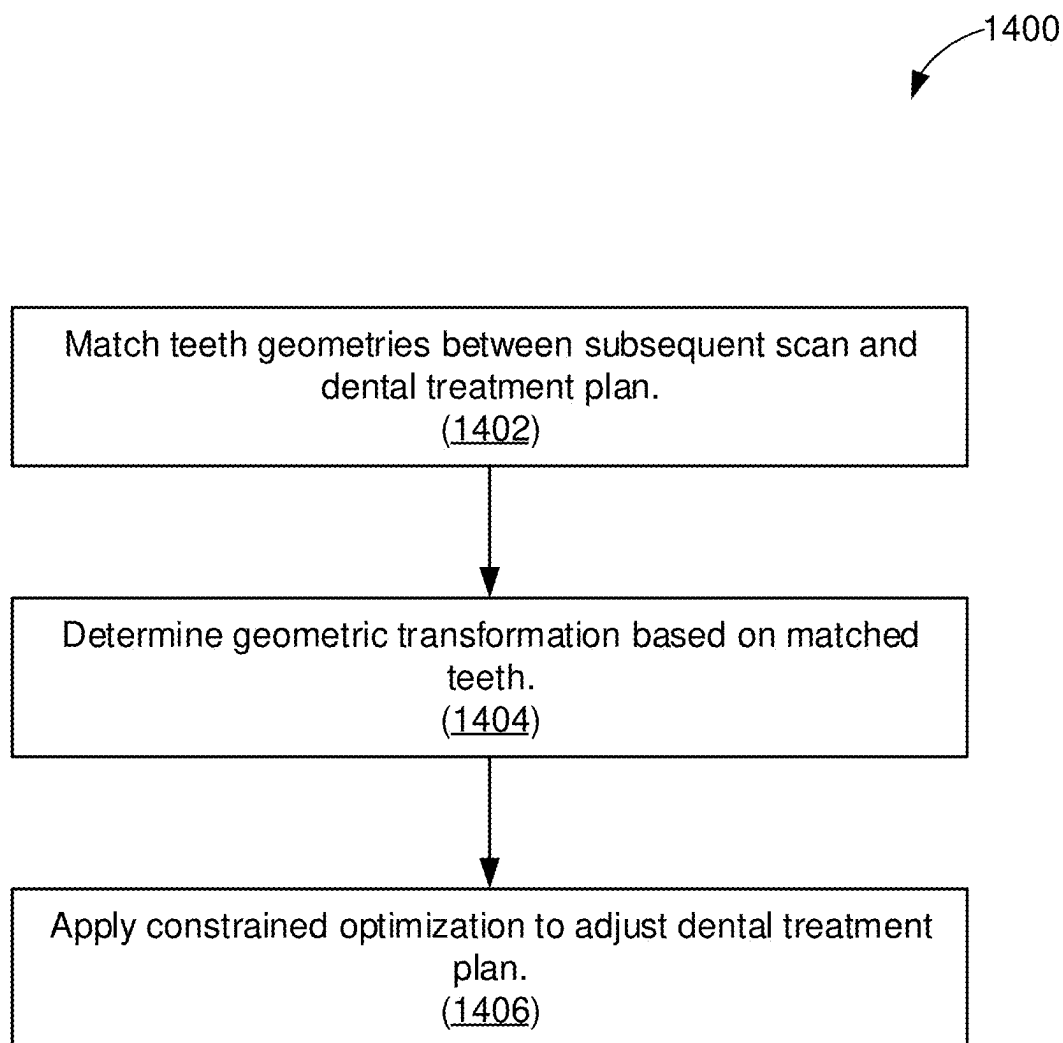 1400
Match teeth geometries between subsequent scan and
dental treatment plan.
(1402)
Determine geometric transformation based on matched
teeth.
(1404)
Apply constrained optimization to adjust dental treatment
plan.
(1406)